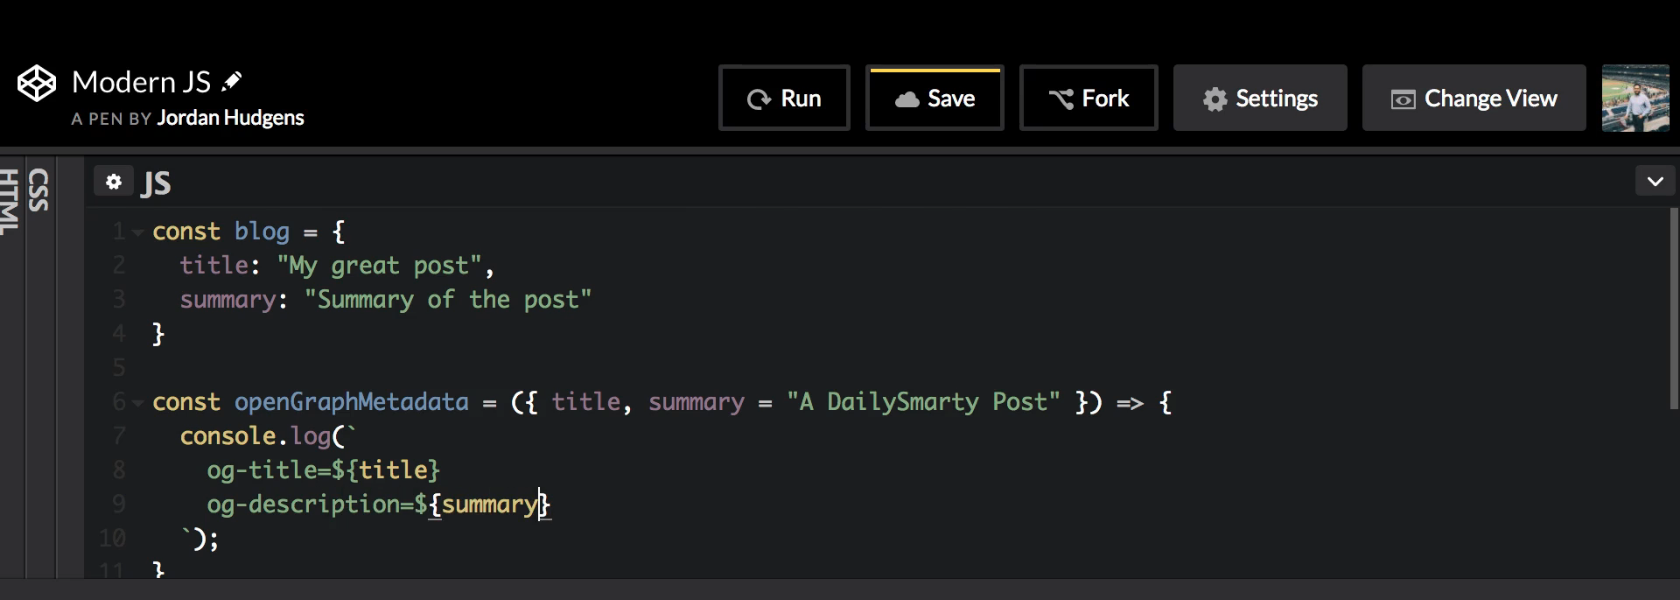 Modern JS
A PEN BY Jordan Hudgens
Run
Save
Fork
Settings
Change View
HTML
CSS
JS
1 const blog = {
2 title: "My great post",
3 summary: "Summary of the post"
4 }
5
6 const openGraphMetadata = ({ title, summary = "A DailySmarty Post" }) => {
7 console.log(`
8 og-title=${title}
9 og-description=${summary}
10 `);
11 }